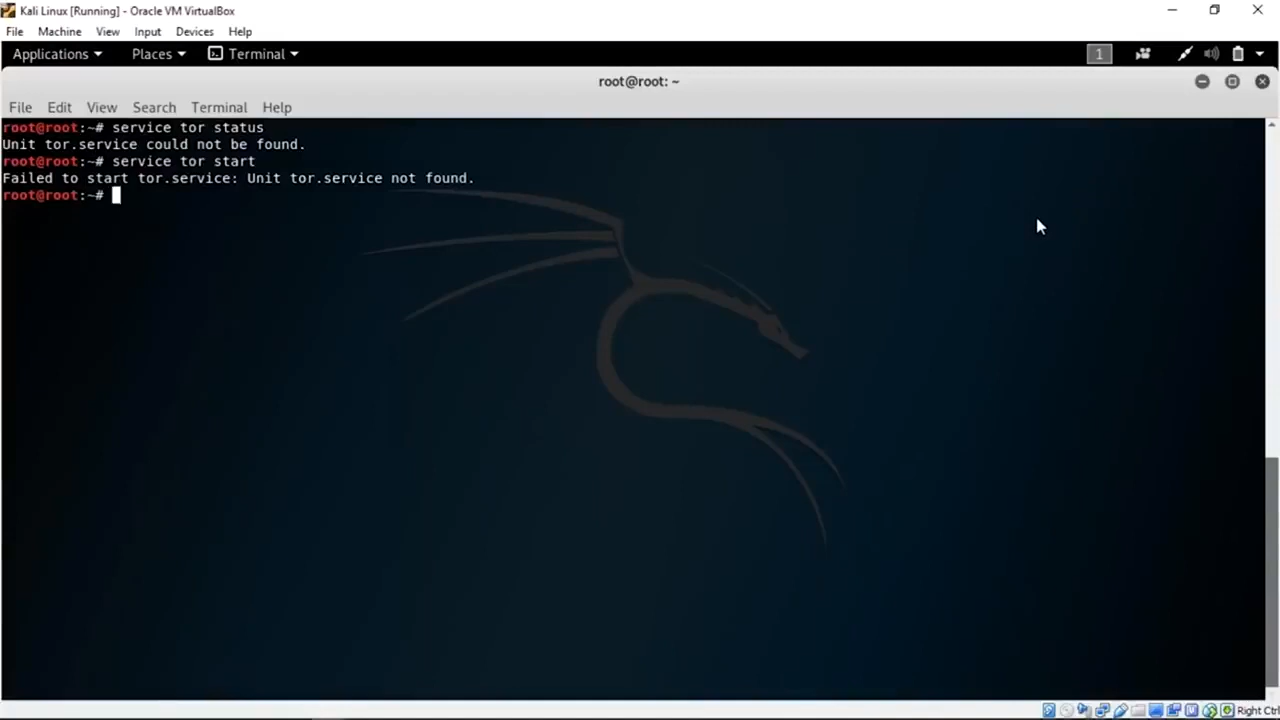 Kali Linux [Running] - Oracle VM VirtualBox
File Machine View Input Devices Help
Applications Places Terminal 1
root@root: ~
File Edit View Search Terminal Help
root@root:~# service tor status
Unit tor.service could not be found.
root@root:~# service tor start
Failed to start tor.service: Unit tor.service not found.
root@root:~#
Right Ctrl